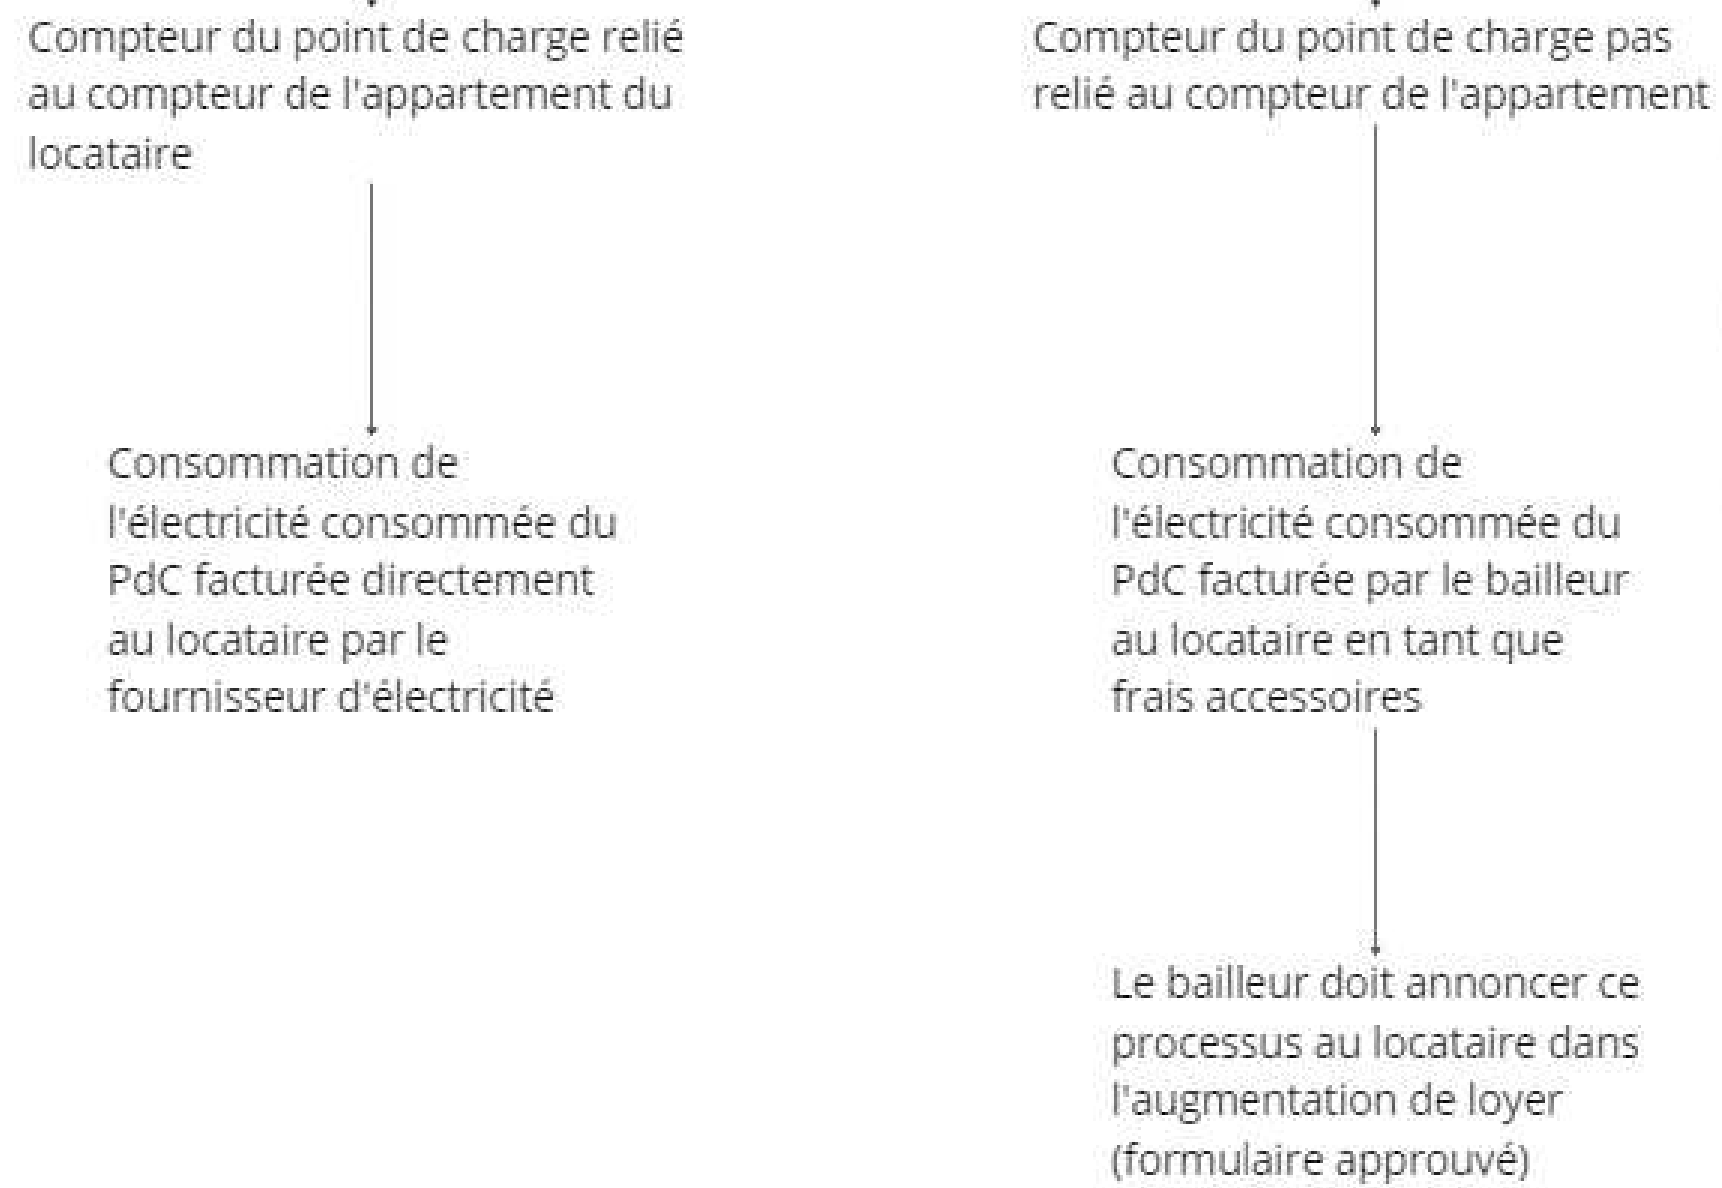 Compteur du point de charge relié
au compteur de l'appartement du
locataire
Consommation de
l'électricité consommée du
PdC facturée directement
au locataire par le
fournisseur d'électricité
Compteur du point de charge pas
relié au compteur de l'appartement
Consommation de
l'électricité consommée du
PdC facturée par le bailleur
au locataire en tant que
frais accessoires
Le bailleur doit annoncer ce
processus au locataire dans
l'augmentation de loyer
(formulaire approuvé)